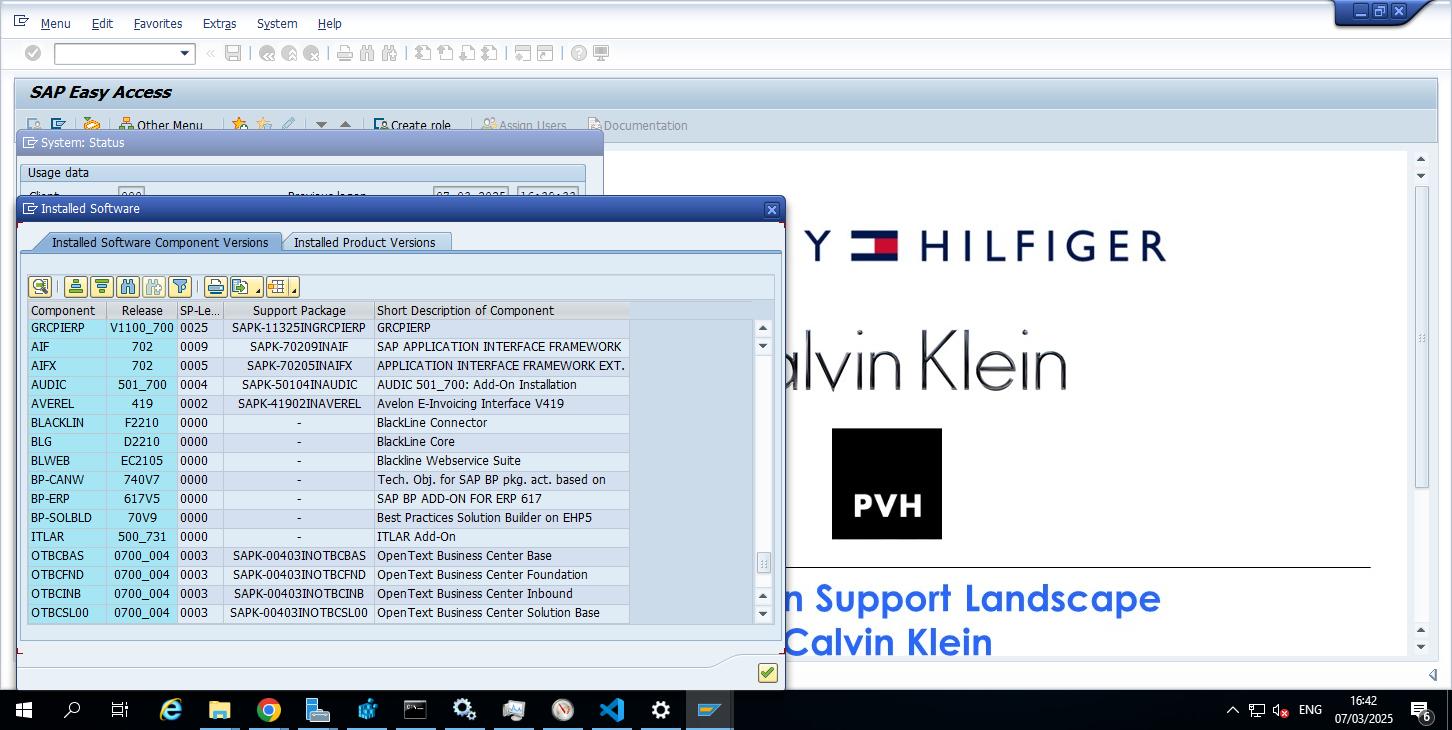 Menu Edit Favorites Extras System Help
SAP Easy Access
Other Menu Create role Assign Users Documentation
System: Status
Usage data
Installed Software
Installed Software Component Versions Installed Product Versions
Component Release SP-Le... Support Package Short Description of Component
GRCPIERP V1100_700 0025 SAPK-11325INGRCPIERP GRCPIERP
AIF 702 0009 SAPK-70209INAIF SAP APPLICATION INTERFACE FRAMEWORK
AIFX 702 0005 SAPK-70205INAIFX APPLICATION INTERFACE FRAMEWORK EXT.
AUDIC 501_700 0004 SAPK-50104INAUDIC AUDIC 501_700: Add-On Installation
AVEREL 419 0002 SAPK-41902INAVEREL Avelon E-Invoicing Interface V419
BLACKLIN F2210 0000 - BlackLine Connector
BLG D2210 0000 - BlackLine Core
BLWEB EC2105 0000 - Blackline Webservice Suite
BP-CANW 740V7 0000 - Tech. Obj. for SAP BP pkg. act. based on
BP-ERP 617V5 0000 - SAP BP ADD-ON FOR ERP 617
BP-SOLBLD 70V9 0000 - Best Practices Solution Builder on EHP5
ITLAR 500_731 0000 - ITLAR Add-On
OTBCBAS 0700_004 0003 SAPK-00403INOTBCBAS OpenText Business Center Base
OTBCFND 0700_004 0003 SAPK-00403INOTBCFND OpenText Business Center Foundation
OTBCINB 0700_004 0003 SAPK-00403INOTBCINB OpenText Business Center Inbound
OTBCSL00 0700_004 0003 SAPK-00403INOTBCSL00 OpenText Business Center Solution Base
Y HILFIGER
alvin Klein
PVH
n Support Landscape
Calvin Klein
ENG 16:42
07/03/2025 6